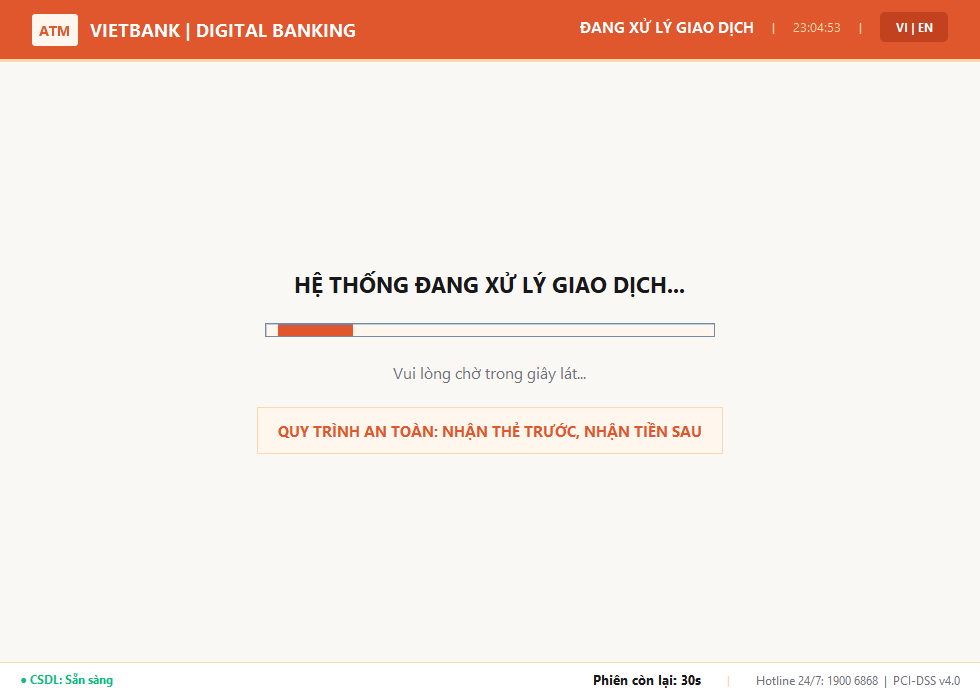 ATM VIETBANK | DIGITAL BANKING ĐANG XỬ LÝ GIAO DỊCH | 23:04:53 | VI | EN
HỆ THỐNG ĐANG XỬ LÝ GIAO DỊCH...
Vui lòng chờ trong giây lát...
QUY TRÌNH AN TOÀN: NHẬN THẺ TRƯỚC, NHẬN TIỀN SAU
● CSDL: Sẵn sàng Phiên còn lại: 30s | Hotline 24/7: 1900 6868 | PCI-DSS v4.0